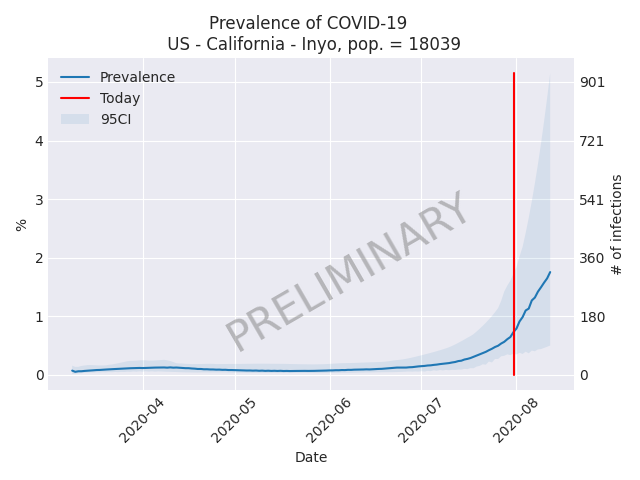 Prevalence of COVID-19
US - California - Inyo, pop. = 18039
Prevalence
Today
95CI
PRELIMINARY
%
5
4
3
2
1
0
901
721
541
360
180
0
# of infections
2020-04
2020-05
2020-06
2020-07
2020-08
Date